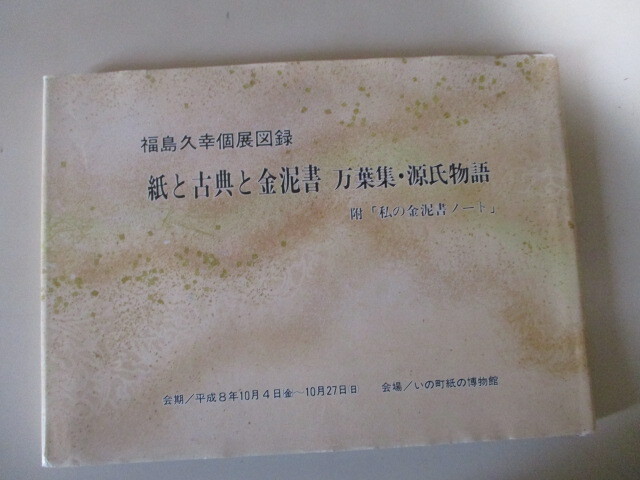 福島久幸個展図録
紙と古典と金泥書 万葉集・源氏物語
附「私の金泥書ノート」
会期/平成8年10月4日(金)~10月27日(日) 会場/いの町紙の博物館